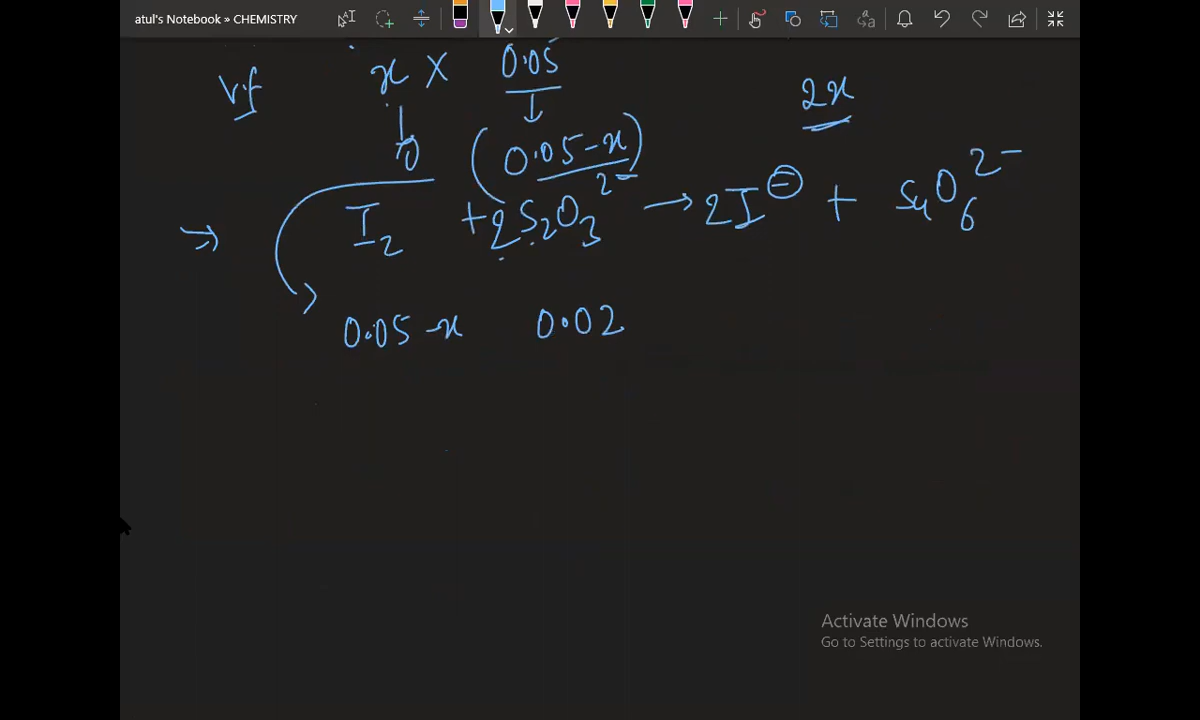 atul's Notebook » CHEMISTRY
v.f x X 0.05
2x
0 (0.05-x)
I2 + 2S2O3 2- → 2I⊖ + S4O6 2-
0.05-x 0.02
Activate Windows
Go to Settings to activate Windows.